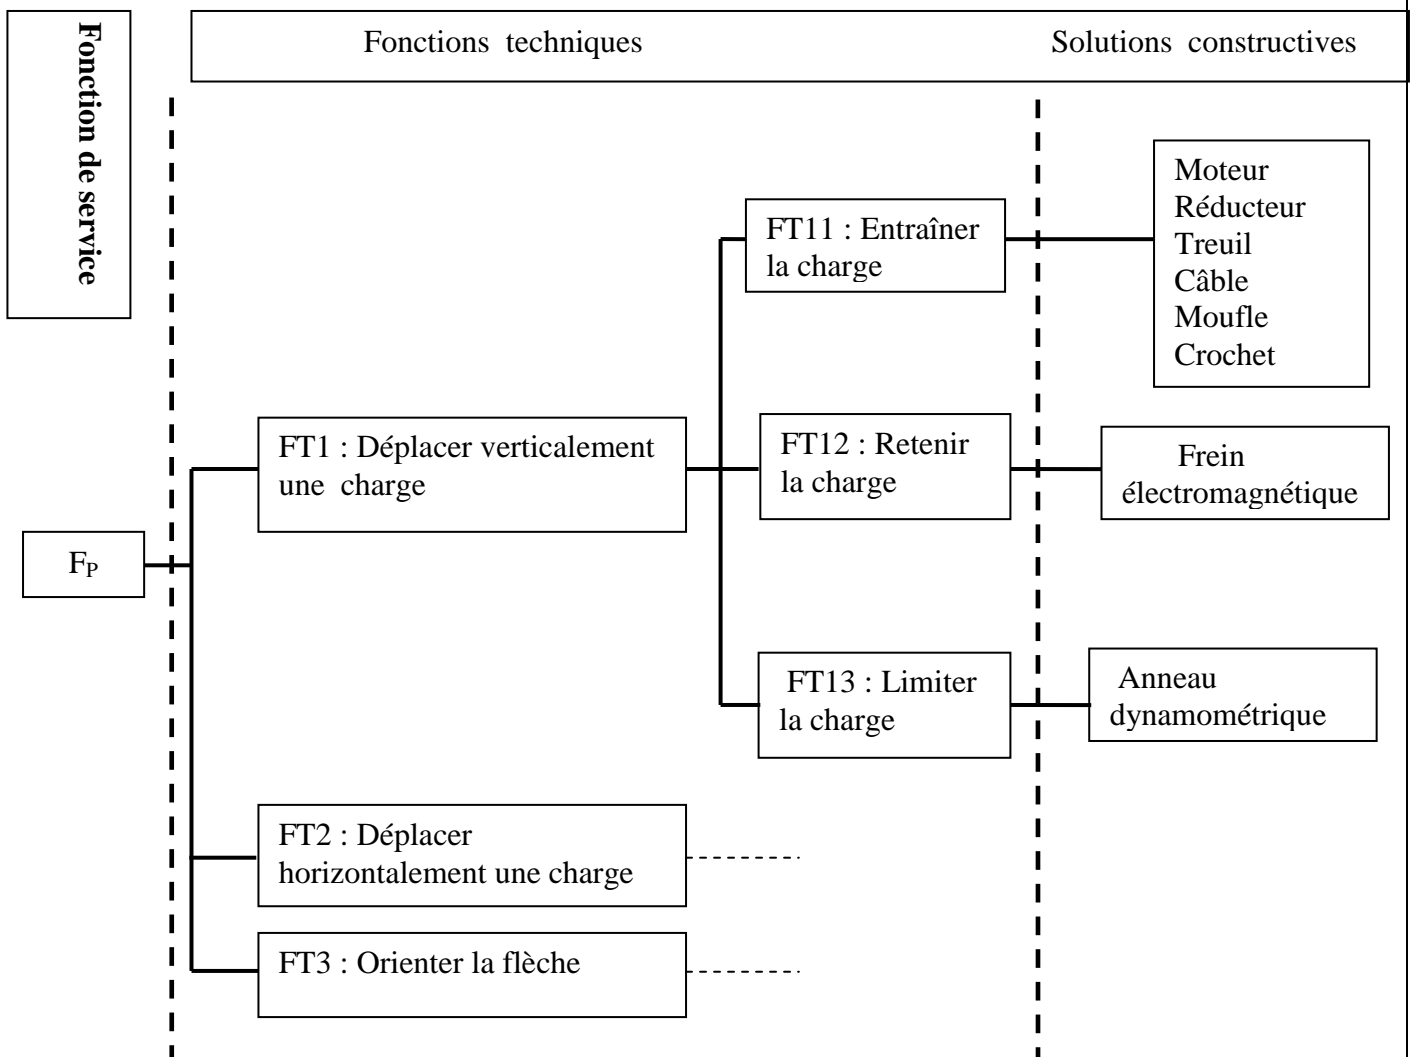 Fonction de service
Fonctions techniques
Solutions constructives
Moteur
Réducteur
Treuil
Câble
Moufle
Crochet
FT11 : Entraîner
la charge
FT1 : Déplacer verticalement
une charge
FT12 : Retenir
la charge
Frein
électromagnétique
FP
FT13 : Limiter
la charge
Anneau
dynamométrique
FT2 : Déplacer
horizontalement une charge
FT3 : Orienter la flèche